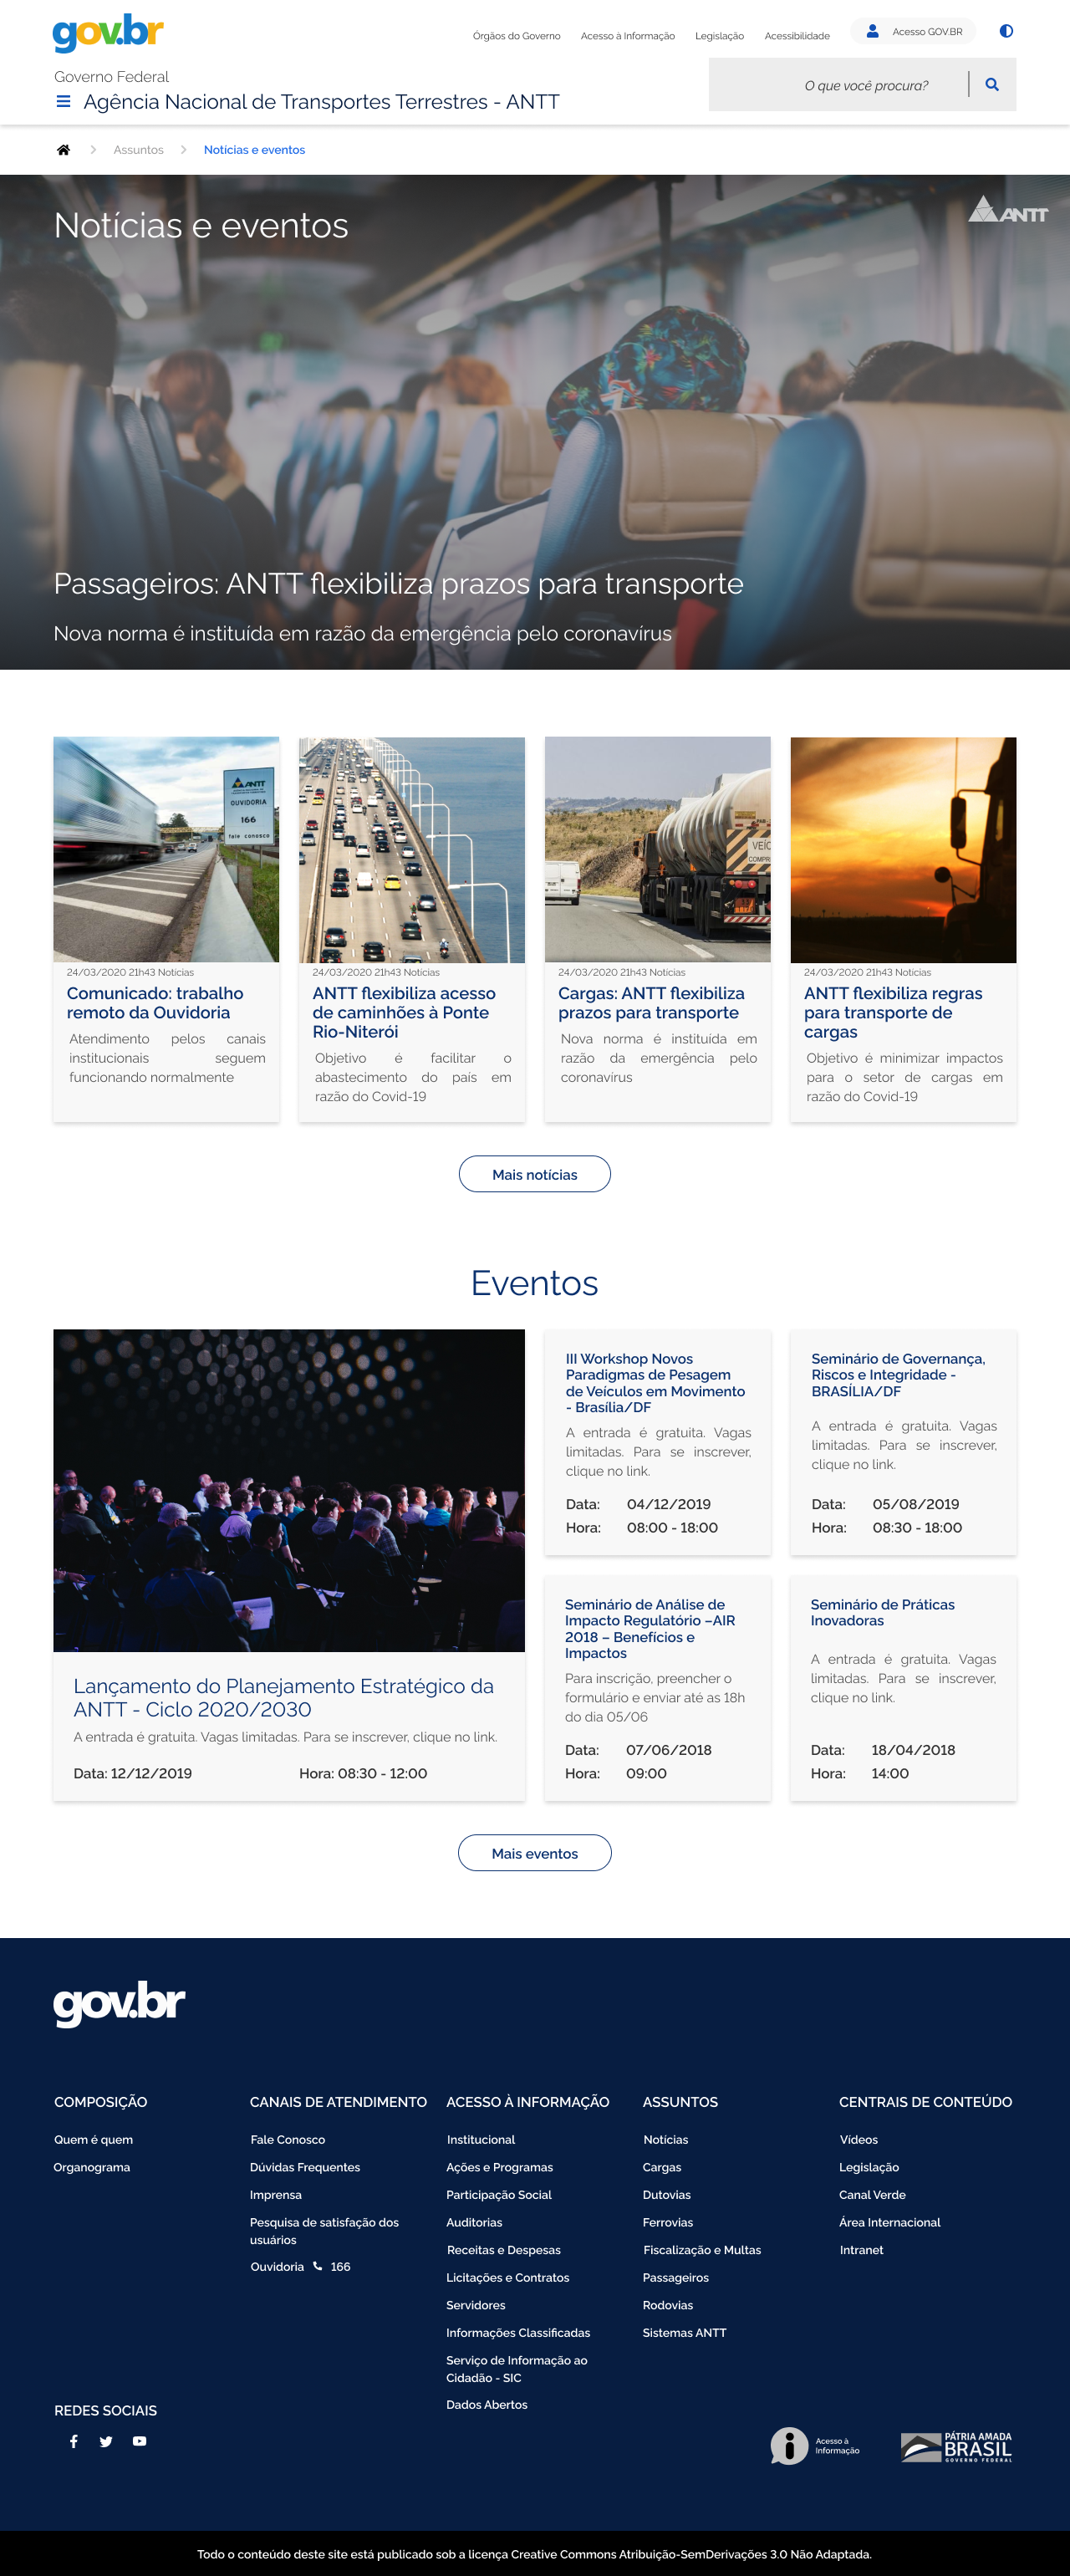 gov.br
Órgãos do Governo
Acesso à Informação
Legislação
Acessibilidade
Acesso GOV.BR
Governo Federal
Agência Nacional de Transportes Terrestres - ANTT
O que você procura?
Assuntos
Notícias e eventos
Notícias e eventos
ANTT
Passageiros: ANTT flexibiliza prazos para transporte
Nova norma é instituída em razão da emergência pelo coronavírus
ANTT
OUVIDORIA
166
fale conosco
24/03/2020 21h43 Notícias
Comunicado: trabalho
remoto da Ouvidoria
Atendimento pelos canais
institucionais seguem
funcionando normalmente
24/03/2020 21h43 Notícias
ANTT flexibiliza acesso
de caminhões à Ponte
Rio-Niterói
Objetivo é facilitar o
abastecimento do país em
razão do Covid-19
24/03/2020 21h43 Notícias
Cargas: ANTT flexibiliza
prazos para transporte
Nova norma é instituída em
razão da emergência pelo
coronavírus
24/03/2020 21h43 Notícias
ANTT flexibiliza regras
para transporte de
cargas
Objetivo é minimizar impactos
para o setor de cargas em
razão do Covid-19
Mais notícias
Eventos
Lançamento do Planejamento Estratégico da
ANTT - Ciclo 2020/2030
A entrada é gratuita. Vagas limitadas. Para se inscrever, clique no link.
Data: 12/12/2019
Hora: 08:30 - 12:00
III Workshop Novos
Paradigmas de Pesagem
de Veículos em Movimento
- Brasília/DF
A entrada é gratuita. Vagas
limitadas. Para se inscrever,
clique no link.
Data: 04/12/2019
Hora: 08:00 - 18:00
Seminário de Governança,
Riscos e Integridade -
BRASÍLIA/DF
A entrada é gratuita. Vagas
limitadas. Para se inscrever,
clique no link.
Data: 05/08/2019
Hora: 08:30 - 18:00
Seminário de Análise de
Impacto Regulatório –AIR
2018 – Benefícios e
Impactos
Para inscrição, preencher o
formulário e enviar até as 18h
do dia 05/06
Data: 07/06/2018
Hora: 09:00
Seminário de Práticas
Inovadoras
A entrada é gratuita. Vagas
limitadas. Para se inscrever,
clique no link.
Data: 18/04/2018
Hora: 14:00
Mais eventos
gov.br
COMPOSIÇÃO
Quem é quem
Organograma
CANAIS DE ATENDIMENTO
Fale Conosco
Dúvidas Frequentes
Imprensa
Pesquisa de satisfação dos
usuários
Ouvidoria 166
ACESSO À INFORMAÇÃO
Institucional
Ações e Programas
Participação Social
Auditorias
Receitas e Despesas
Licitações e Contratos
Servidores
Informações Classificadas
Serviço de Informação ao
Cidadão - SIC
Dados Abertos
ASSUNTOS
Notícias
Cargas
Dutovias
Ferrovias
Fiscalização e Multas
Passageiros
Rodovias
Sistemas ANTT
CENTRAIS DE CONTEÚDO
Vídeos
Legislação
Canal Verde
Área Internacional
Intranet
REDES SOCIAIS
Acesso à
Informação
PÁTRIA AMADA
BRASIL
GOVERNO FEDERAL
Todo o conteúdo deste site está publicado sob a licença Creative Commons Atribuição-SemDerivações 3.0 Não Adaptada.